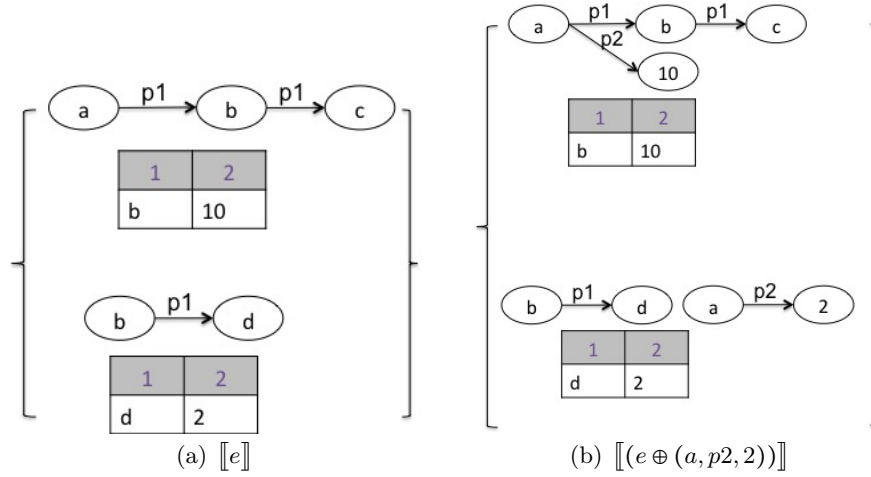 a p1 b p1 c
1 2
b 10
b p1 d
1 2
d 2
(a) ⟦e⟧
a p1 b p1 c
p2
10
1 2
b 10
b p1 d a p2 2
1 2
d 2
(b) ⟦(e ⊕ (a, p2, 2))⟧